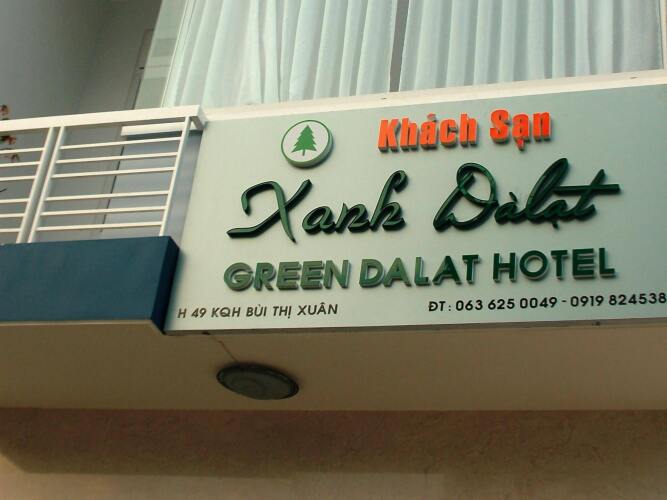 Khách Sạn
Xanh Đàlạt
GREEN DALAT HOTEL
H 49 KQH BÙI THỊ XUÂN
ĐT : 063 625 0049 - 0919 824538